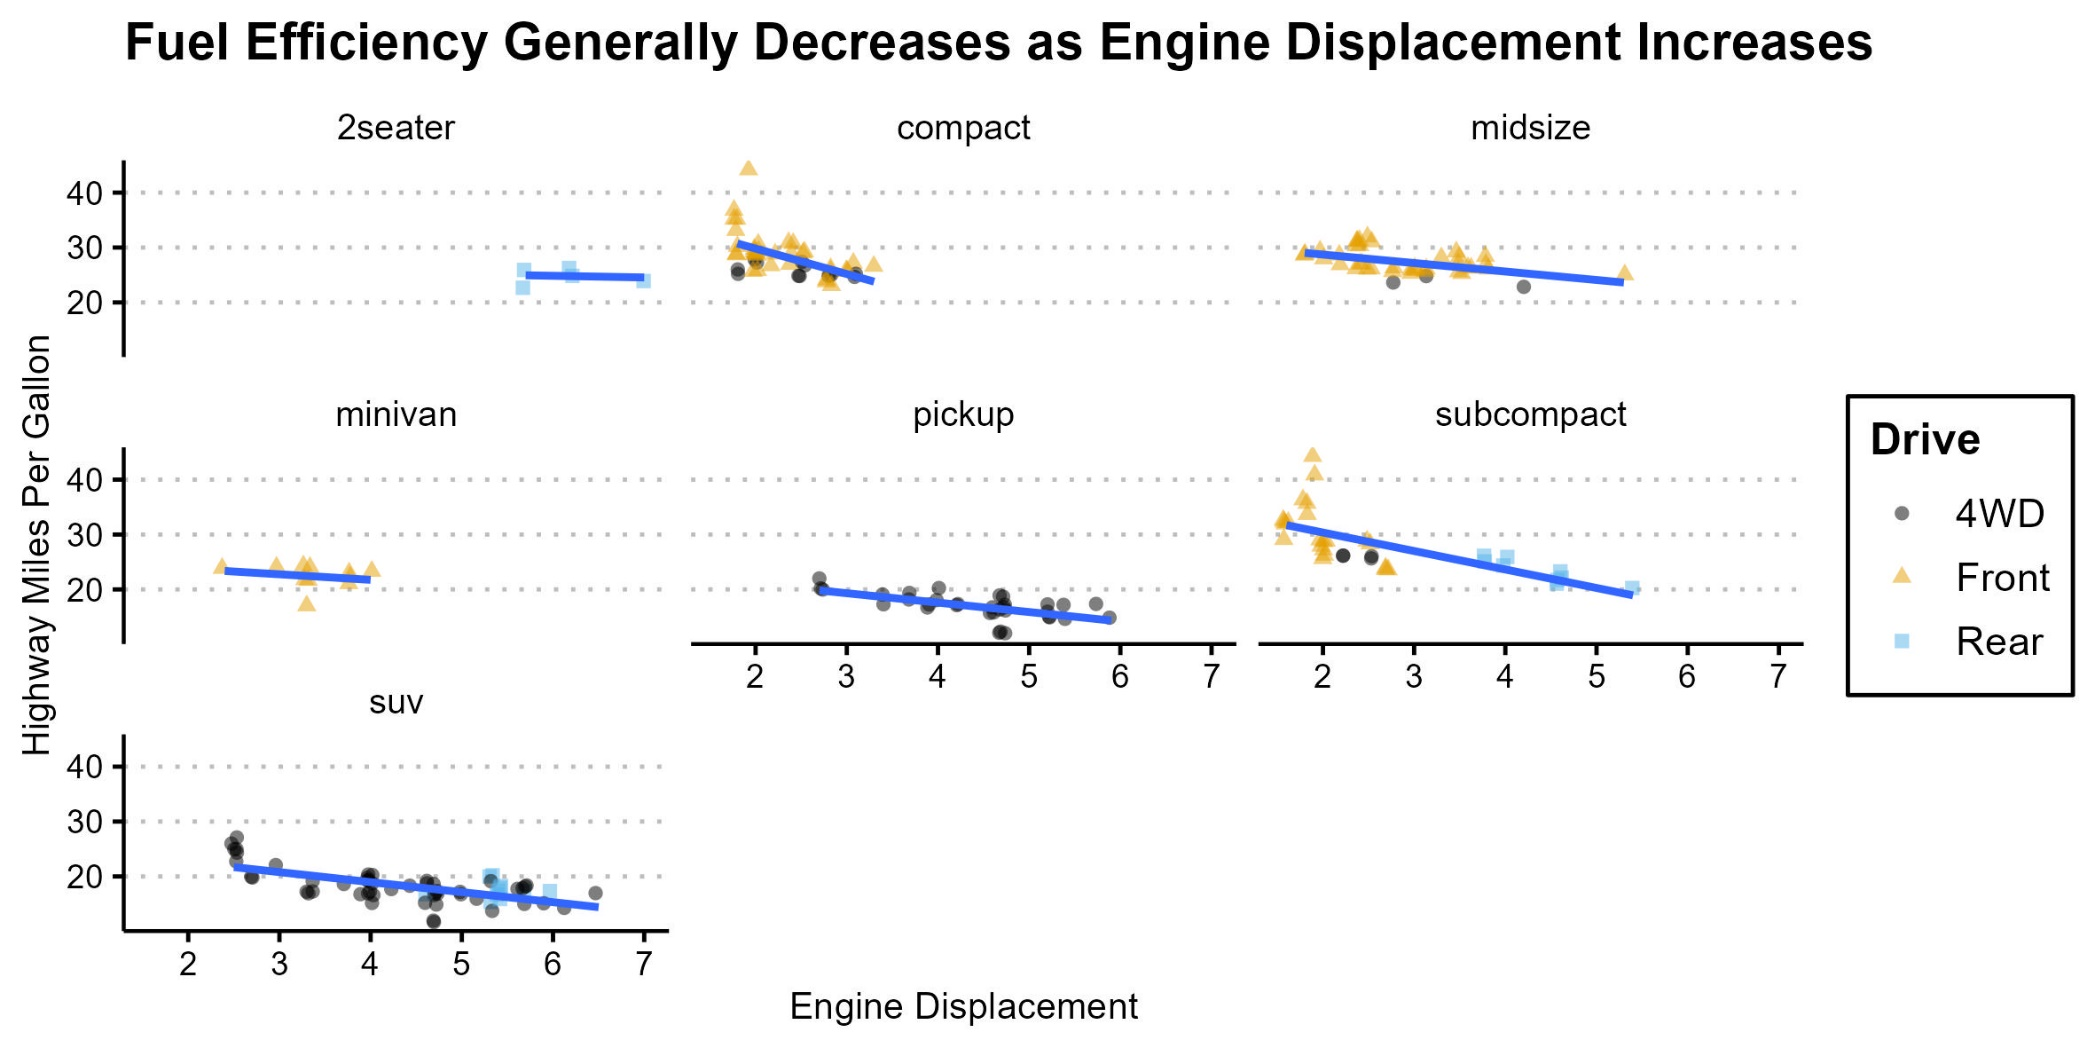 Fuel Efficiency Generally Decreases as Engine Displacement Increases
2seater
compact
midsize
40
30
20
minivan
pickup
subcompact
40
30
20
2 3 4 5 6 7
2 3 4 5 6 7
suv
40
30
20
2 3 4 5 6 7
Highway Miles Per Gallon
Engine Displacement
Drive
4WD
Front
Rear